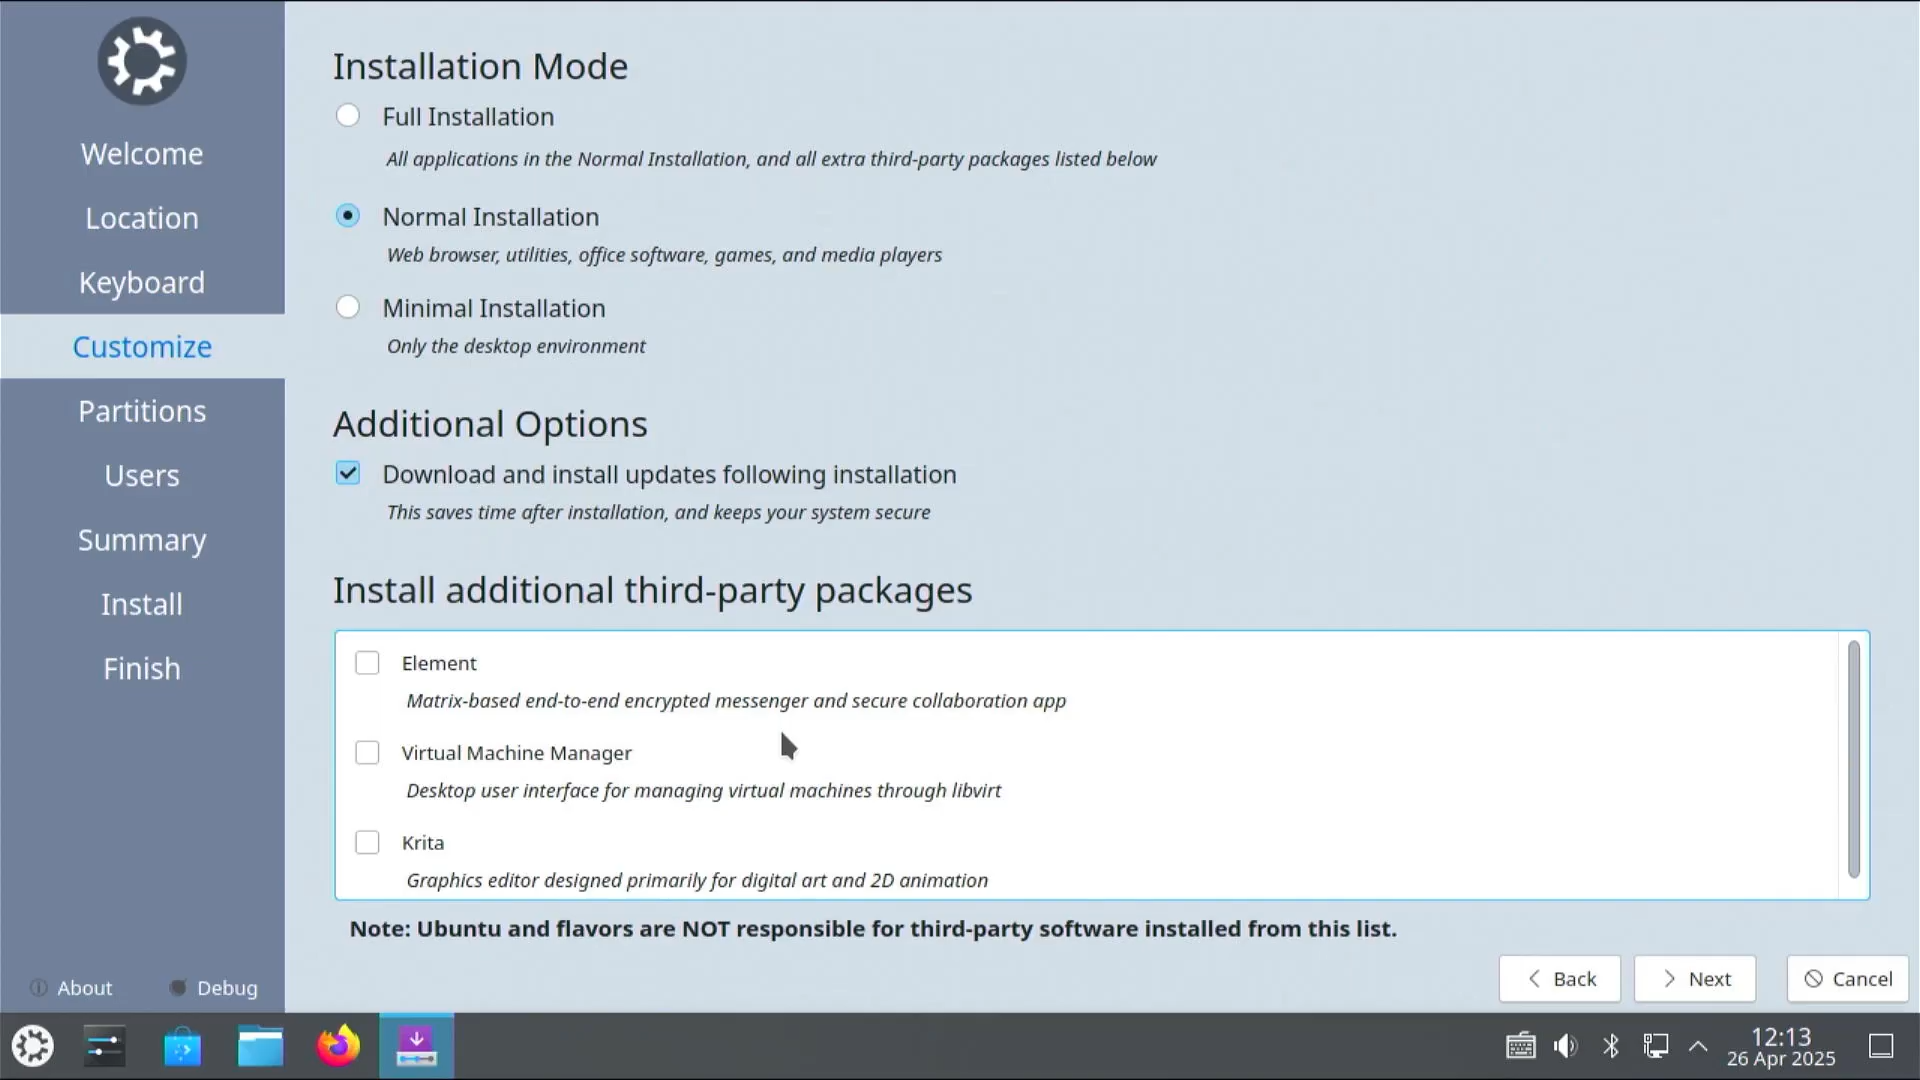 Welcome
Location
Keyboard
Customize
Partitions
Users
Summary
Install
Finish
About
Debug
Installation Mode
Full Installation
All applications in the Normal Installation, and all extra third-party packages listed below
Normal Installation
Web browser, utilities, office software, games, and media players
Minimal Installation
Only the desktop environment
Additional Options
Download and install updates following installation
This saves time after installation, and keeps your system secure
Install additional third-party packages
Element
Matrix-based end-to-end encrypted messenger and secure collaboration app
Virtual Machine Manager
Desktop user interface for managing virtual machines through libvirt
Krita
Graphics editor designed primarily for digital art and 2D animation
Note: Ubuntu and flavors are NOT responsible for third-party software installed from this list.
Back
Next
Cancel
12:13
26 Apr 2025